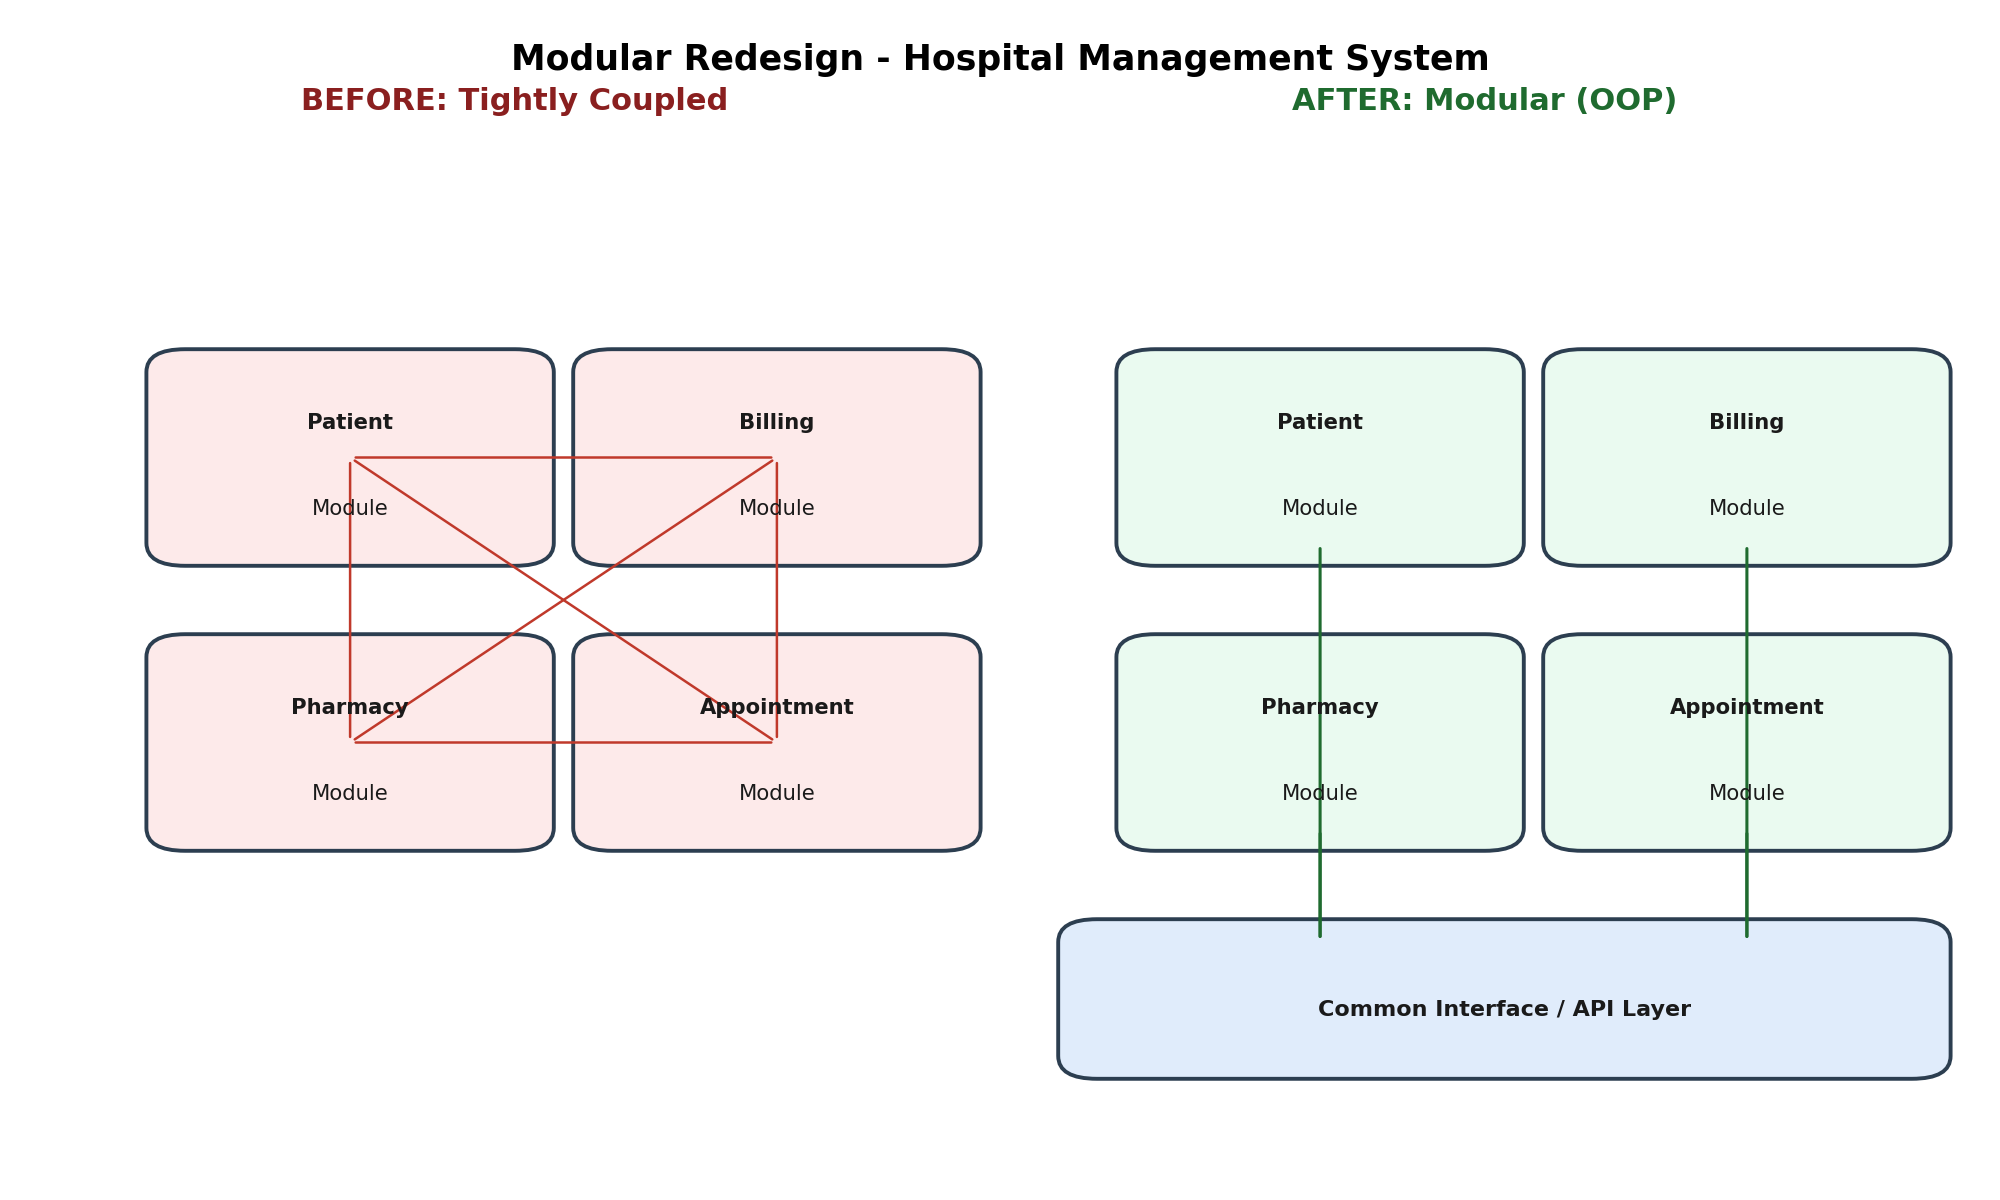 Modular Redesign - Hospital Management System
BEFORE: Tightly Coupled
AFTER: Modular (OOP)
Patient
Module
Billing
Module
Pharmacy
Module
Appointment
Module
Patient
Module
Billing
Module
Pharmacy
Module
Appointment
Module
Common Interface / API Layer